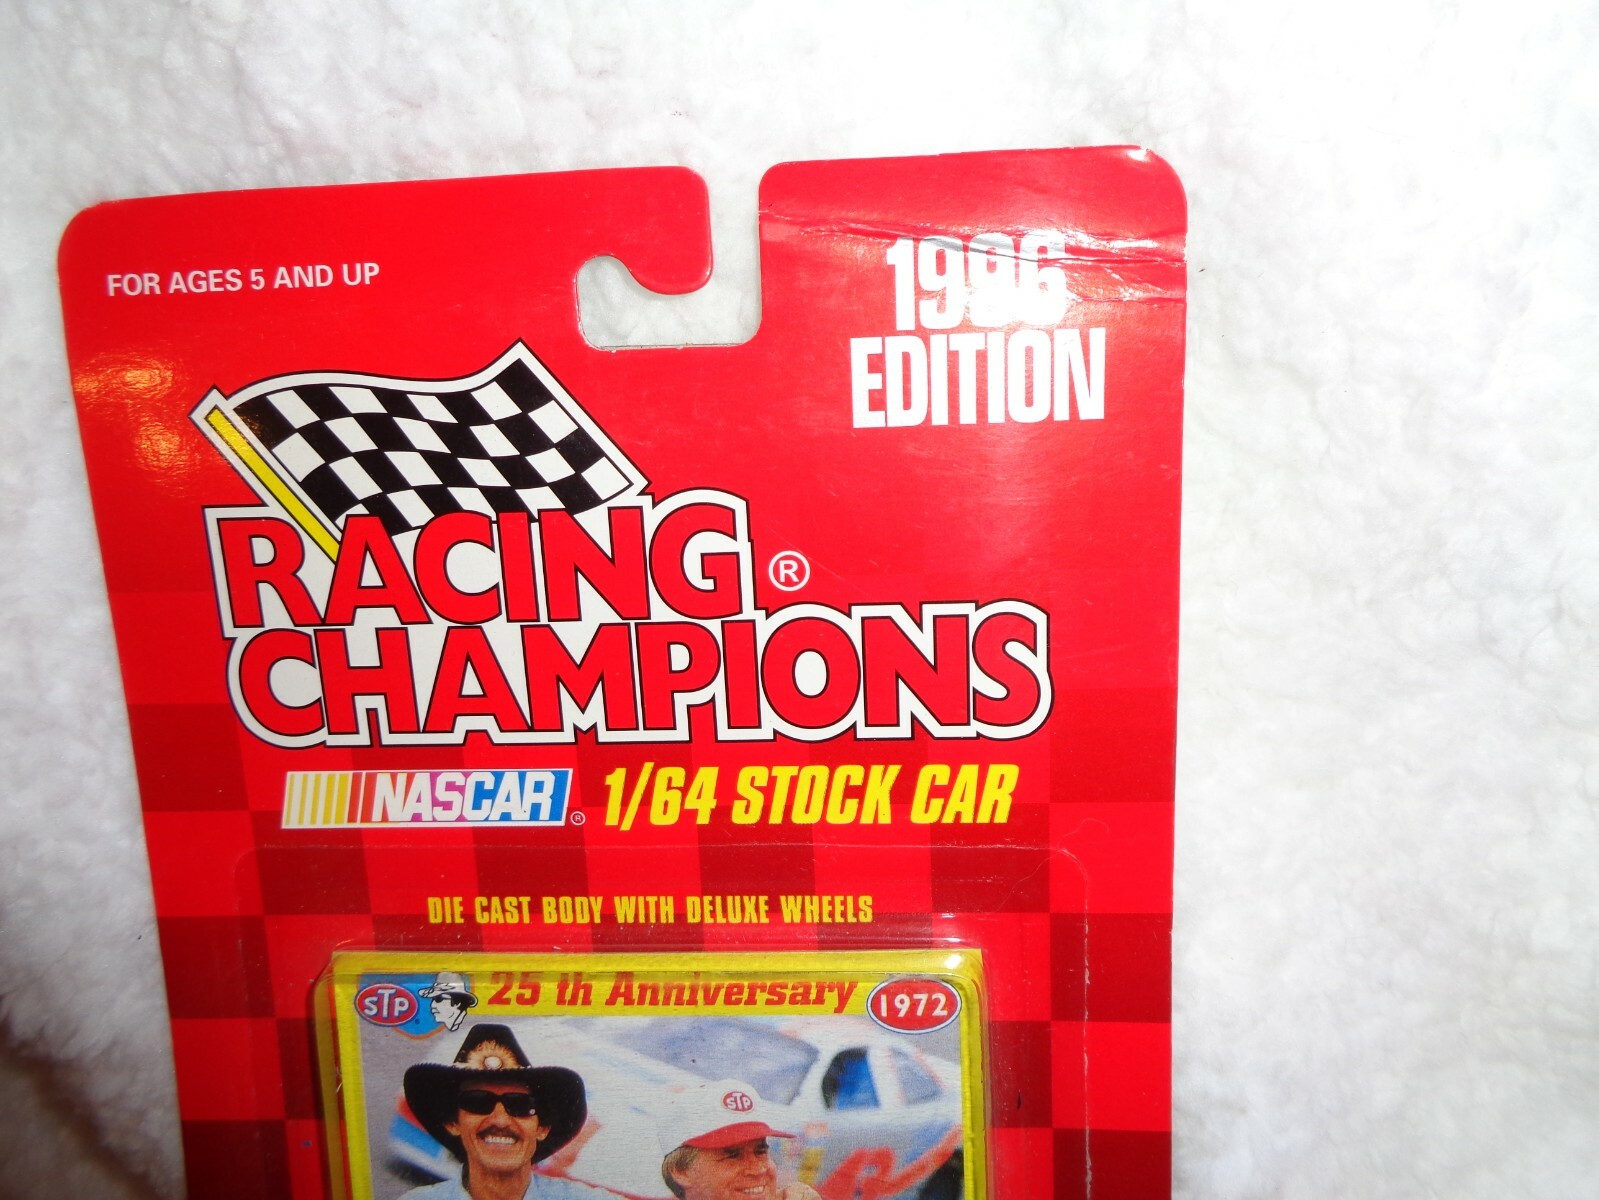 FOR AGES 5 AND UP
1996
EDITION
RACING ®
CHAMPIONS
NASCAR ® 1/64 STOCK CAR
DIE CAST BODY WITH DELUXE WHEELS
STP 25 th Anniversary 1972
STP